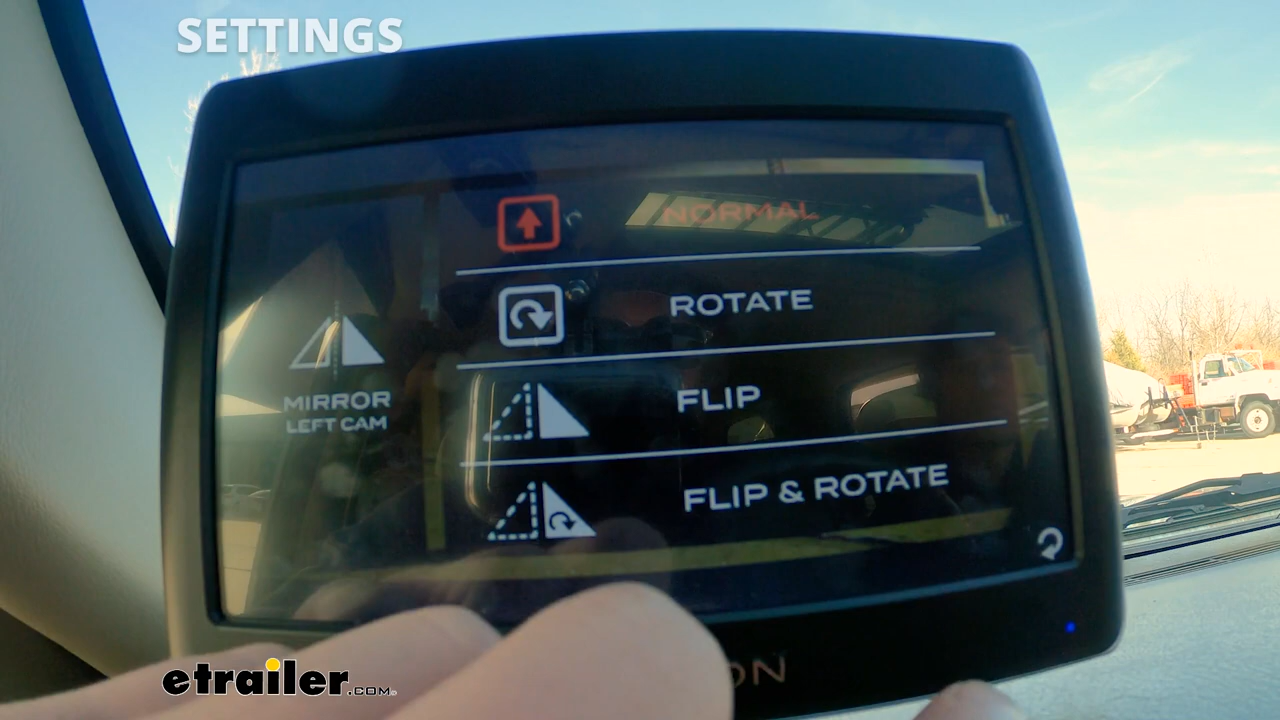 SETTINGS
NORMAL
ROTATE
MIRROR
LEFT CAM
FLIP
FLIP & ROTATE
etrailer.COM